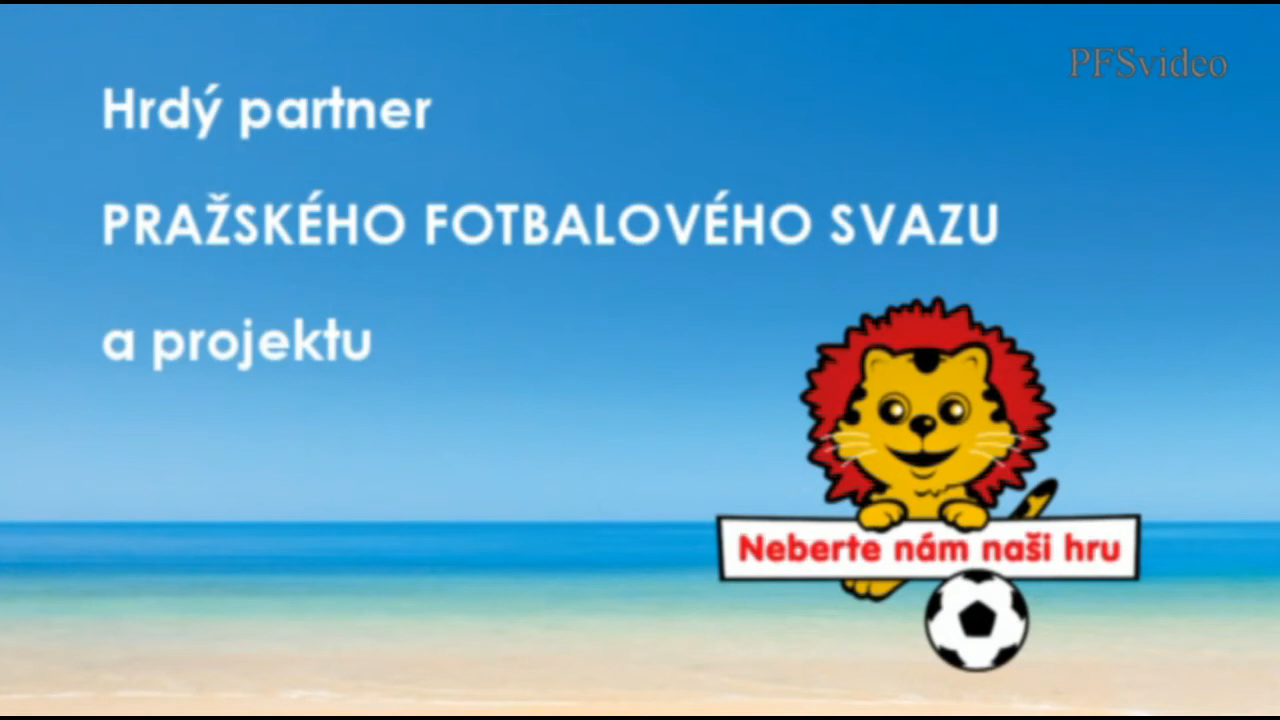 PFSvideo
Hrdý partner
PRAŽSKÉHO FOTBALOVÉHO SVAZU
a projektu
Neberte nám naši hru